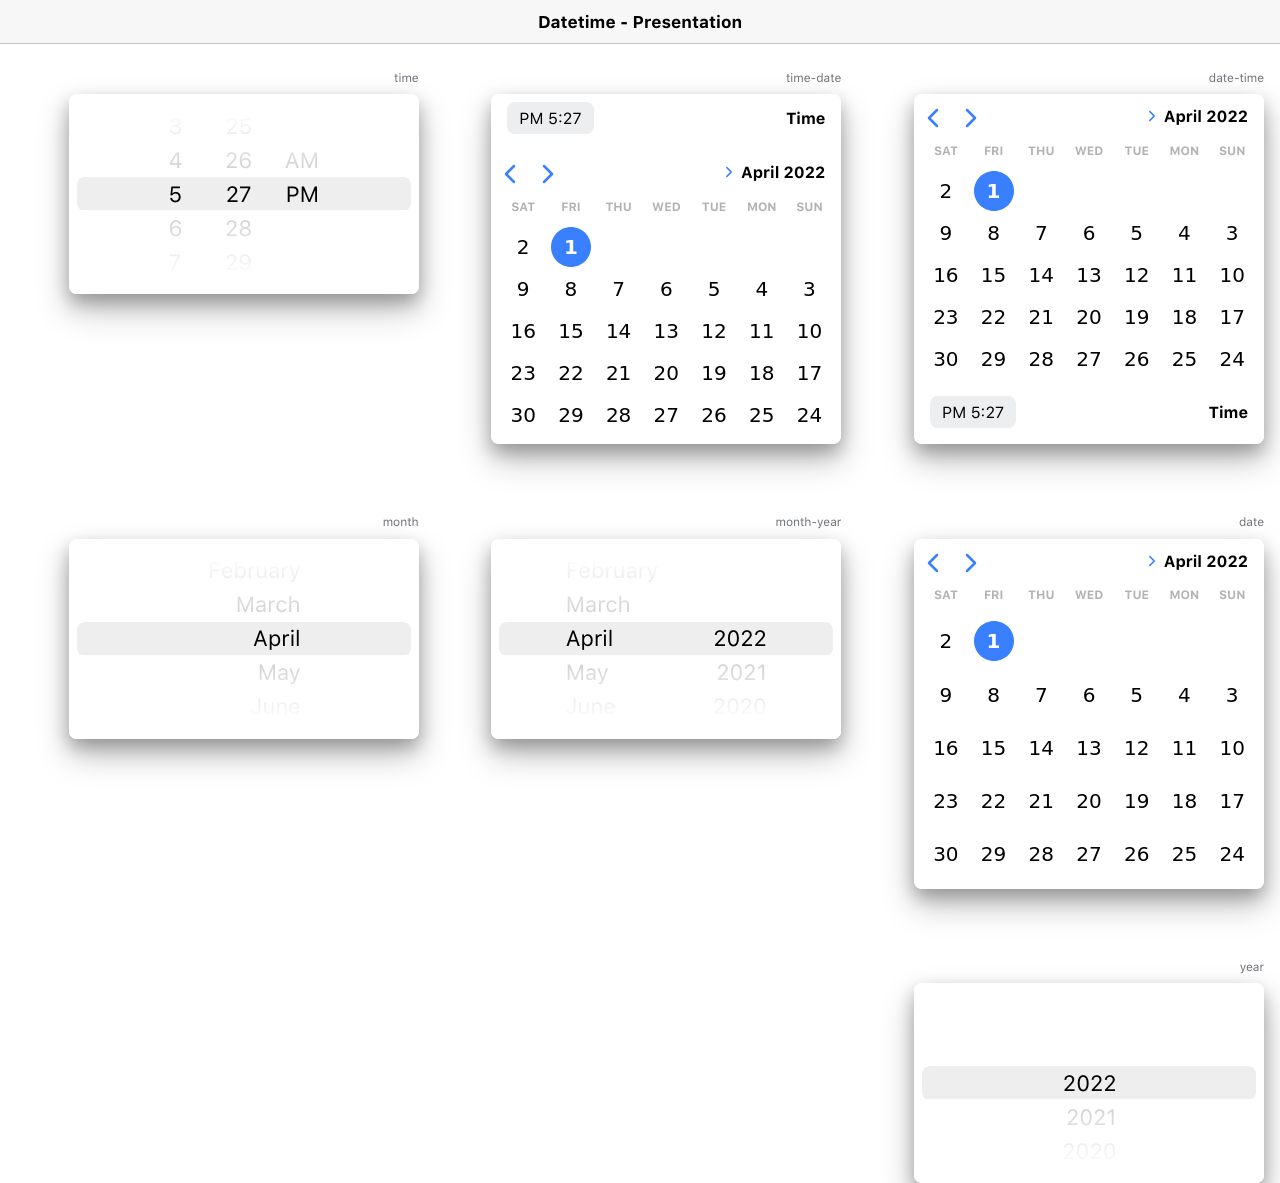 Datetime - Presentation
time
3 25
4 26 AM
5 27 PM
6 28
7 29
time-date
PM 5:27 Time
April 2022
SAT FRI THU WED TUE MON SUN
2 1
9 8 7 6 5 4 3
16 15 14 13 12 11 10
23 22 21 20 19 18 17
30 29 28 27 26 25 24
date-time
April 2022
SAT FRI THU WED TUE MON SUN
2 1
9 8 7 6 5 4 3
16 15 14 13 12 11 10
23 22 21 20 19 18 17
30 29 28 27 26 25 24
PM 5:27 Time
month
February
March
April
May
June
month-year
February
March
April 2022
May 2021
June 2020
date
April 2022
SAT FRI THU WED TUE MON SUN
2 1
9 8 7 6 5 4 3
16 15 14 13 12 11 10
23 22 21 20 19 18 17
30 29 28 27 26 25 24
year
2022
2021
2020